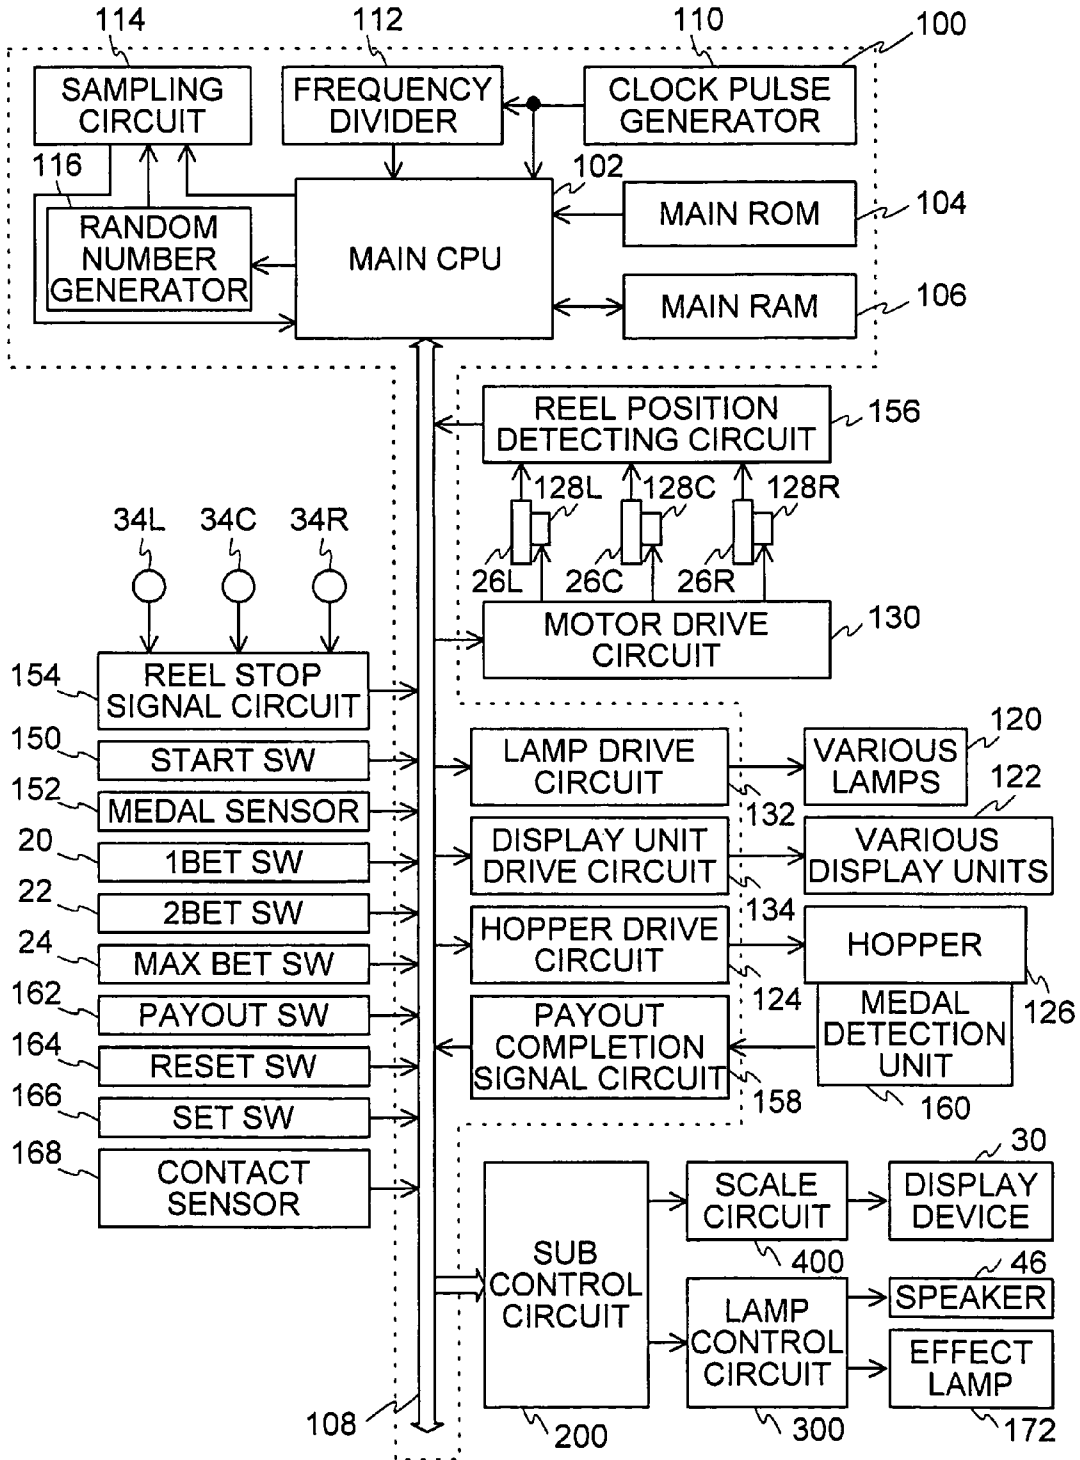 114
112
110
100
SAMPLING
CIRCUIT
FREQUENCY
DIVIDER
CLOCK PULSE
GENERATOR
116
102
RANDOM
NUMBER
GENERATOR
MAIN CPU
MAIN ROM
104
MAIN RAM
106
REEL POSITION
DETECTING CIRCUIT
156
128L
128C
128R
26L
26C
26R
34L
34C
34R
MOTOR DRIVE
CIRCUIT
130
154
REEL STOP
SIGNAL CIRCUIT
150
START SW
152
MEDAL SENSOR
20
1BET SW
22
2BET SW
24
MAX BET SW
162
PAYOUT SW
164
RESET SW
166
SET SW
168
CONTACT
SENSOR
LAMP DRIVE
CIRCUIT
132
VARIOUS
LAMPS
120
DISPLAY UNIT
DRIVE CIRCUIT
134
VARIOUS
DISPLAY UNITS
122
HOPPER DRIVE
CIRCUIT
124
HOPPER
126
PAYOUT
COMPLETION
SIGNAL CIRCUIT
158
MEDAL
DETECTION
UNIT
160
SUB
CONTROL
CIRCUIT
200
SCALE
CIRCUIT
400
DISPLAY
DEVICE
30
LAMP
CONTROL
CIRCUIT
300
46
SPEAKER
EFFECT
LAMP
172
108